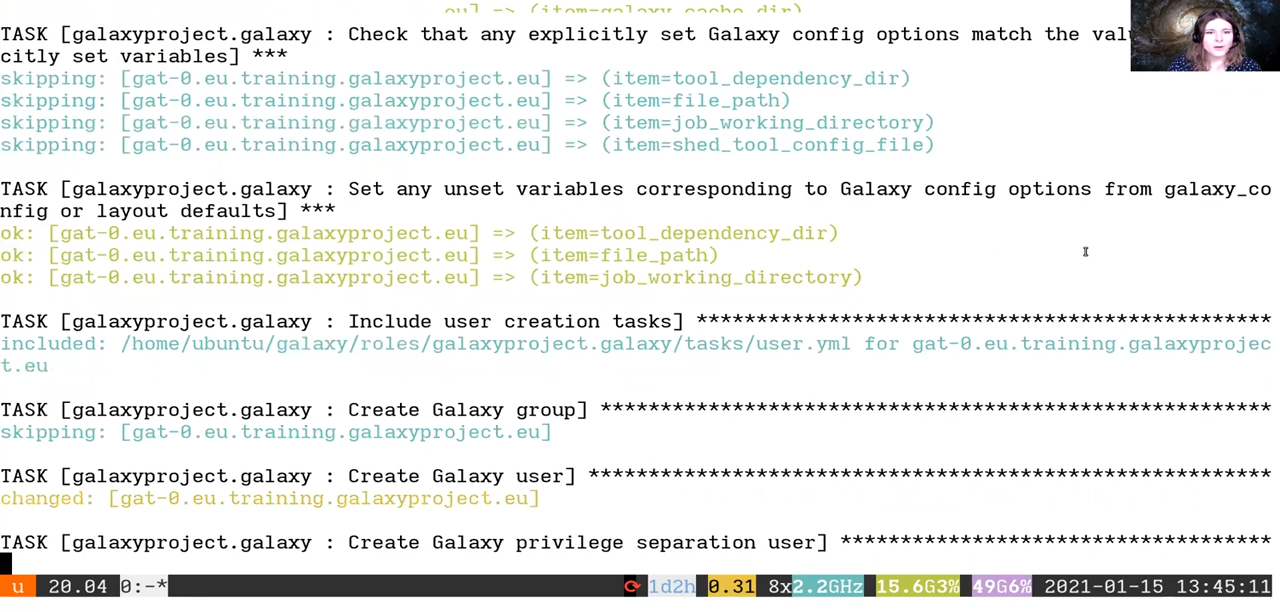 eu] => (item=galaxy_cache_dir)
TASK [galaxyproject.galaxy : Check that any explicitly set Galaxy config options match the
citly set variables] ***
skipping: [gat-0.eu.training.galaxyproject.eu] => (item=tool_dependency_dir)
skipping: [gat-0.eu.training.galaxyproject.eu] => (item=file_path)
skipping: [gat-0.eu.training.galaxyproject.eu] => (item=job_working_directory)
skipping: [gat-0.eu.training.galaxyproject.eu] => (item=shed_tool_config_file)
TASK [galaxyproject.galaxy : Set any unset variables corresponding to Galaxy config options from galaxy_co
nfig or layout defaults] ***
ok: [gat-0.eu.training.galaxyproject.eu] => (item=tool_dependency_dir)
ok: [gat-0.eu.training.galaxyproject.eu] => (item=file_path)
ok: [gat-0.eu.training.galaxyproject.eu] => (item=job_working_directory)
TASK [galaxyproject.galaxy : Include user creation tasks] ************************************************
included: /home/ubuntu/galaxy/roles/galaxyproject.galaxy/tasks/user.yml for gat-0.eu.training.galaxyprojec
t.eu
TASK [galaxyproject.galaxy : Create Galaxy group] ********************************************************
skipping: [gat-0.eu.training.galaxyproject.eu]
TASK [galaxyproject.galaxy : Create Galaxy user] *********************************************************
changed: [gat-0.eu.training.galaxyproject.eu]
TASK [galaxyproject.galaxy : Create Galaxy privilege separation user] ************************************
u 20.04 0:-* 1d2h 0.31 8x2.2GHz 15.6G3% 49G6% 2021-01-15 13:45:11